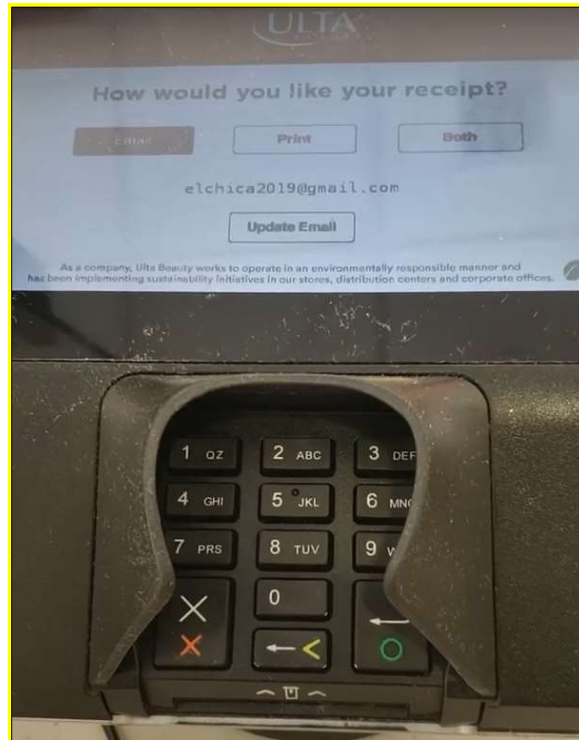 ULTA
How would you like your receipt?
Email Print Both
elchica2019@gmail.com
Update Email
As a company, Ulta Beauty works to operate in an environmentally responsible manner and
has been implementing sustainability initiatives in our stores, distribution centers and corporate offices.
1 QZ 2 ABC 3 DEF
4 GHI 5 JKL 6 MNO
7 PRS 8 TUV 9 W
0